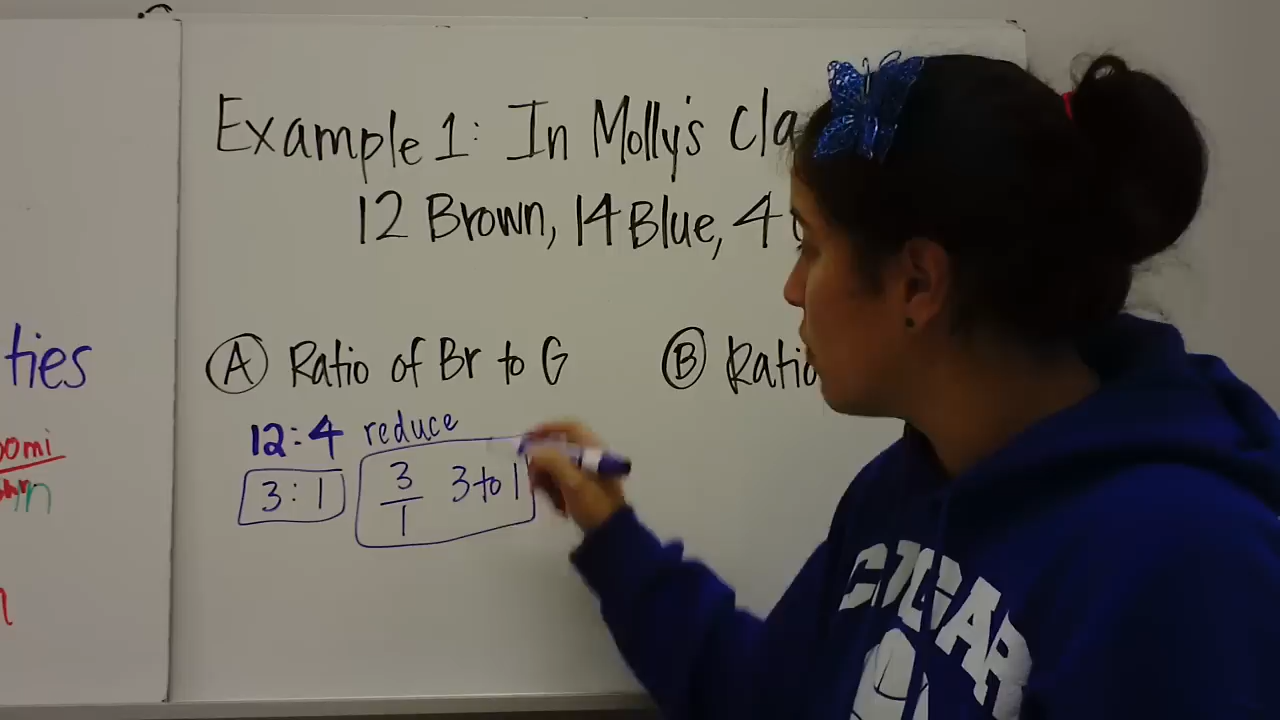 Example 1: In Molly's Cla
12 Brown, 14 Blue, 4
ties
(A) Ratio of Br to G
(B) Ratio
12:4 reduce
3:1
3/1 3 to 1
COUGAR